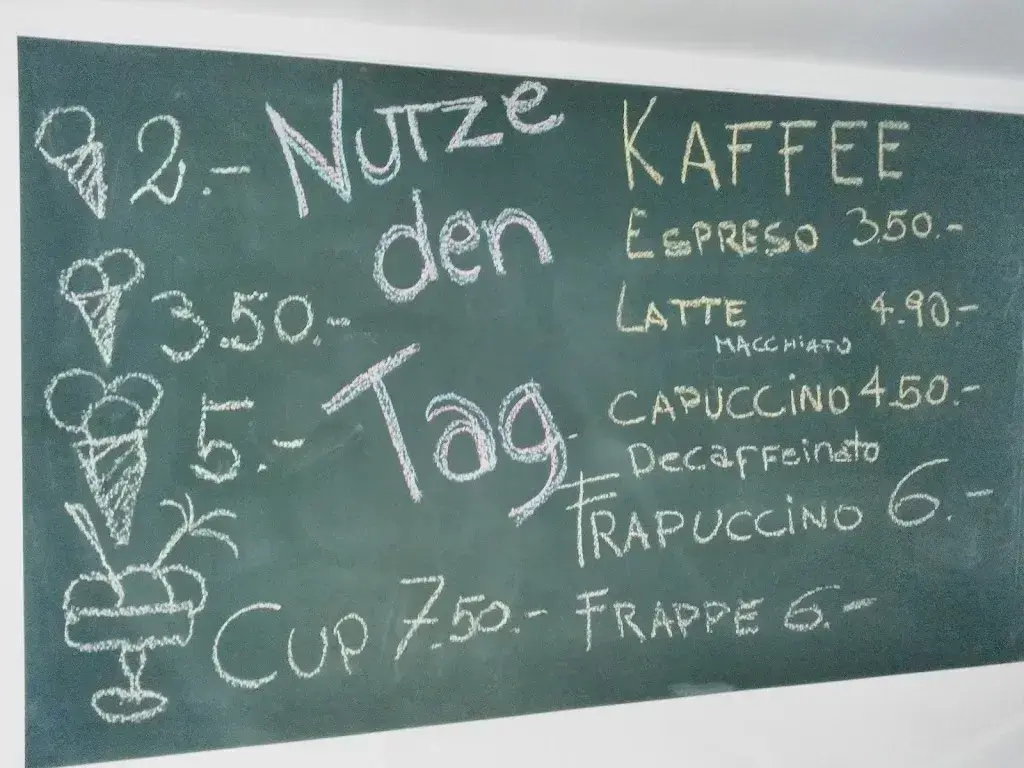 2.-
3.50.-
5.-
Cup 7.50.-
Nutze
den
Tag
KAFFEE
ESPRESO 3.50.-
LATTE 4.90.-
MACCHIATO
CAPUCCINO 4.50.-
Decaffeinato
FRAPUCCINO 6.-
FRAPPE 6.-